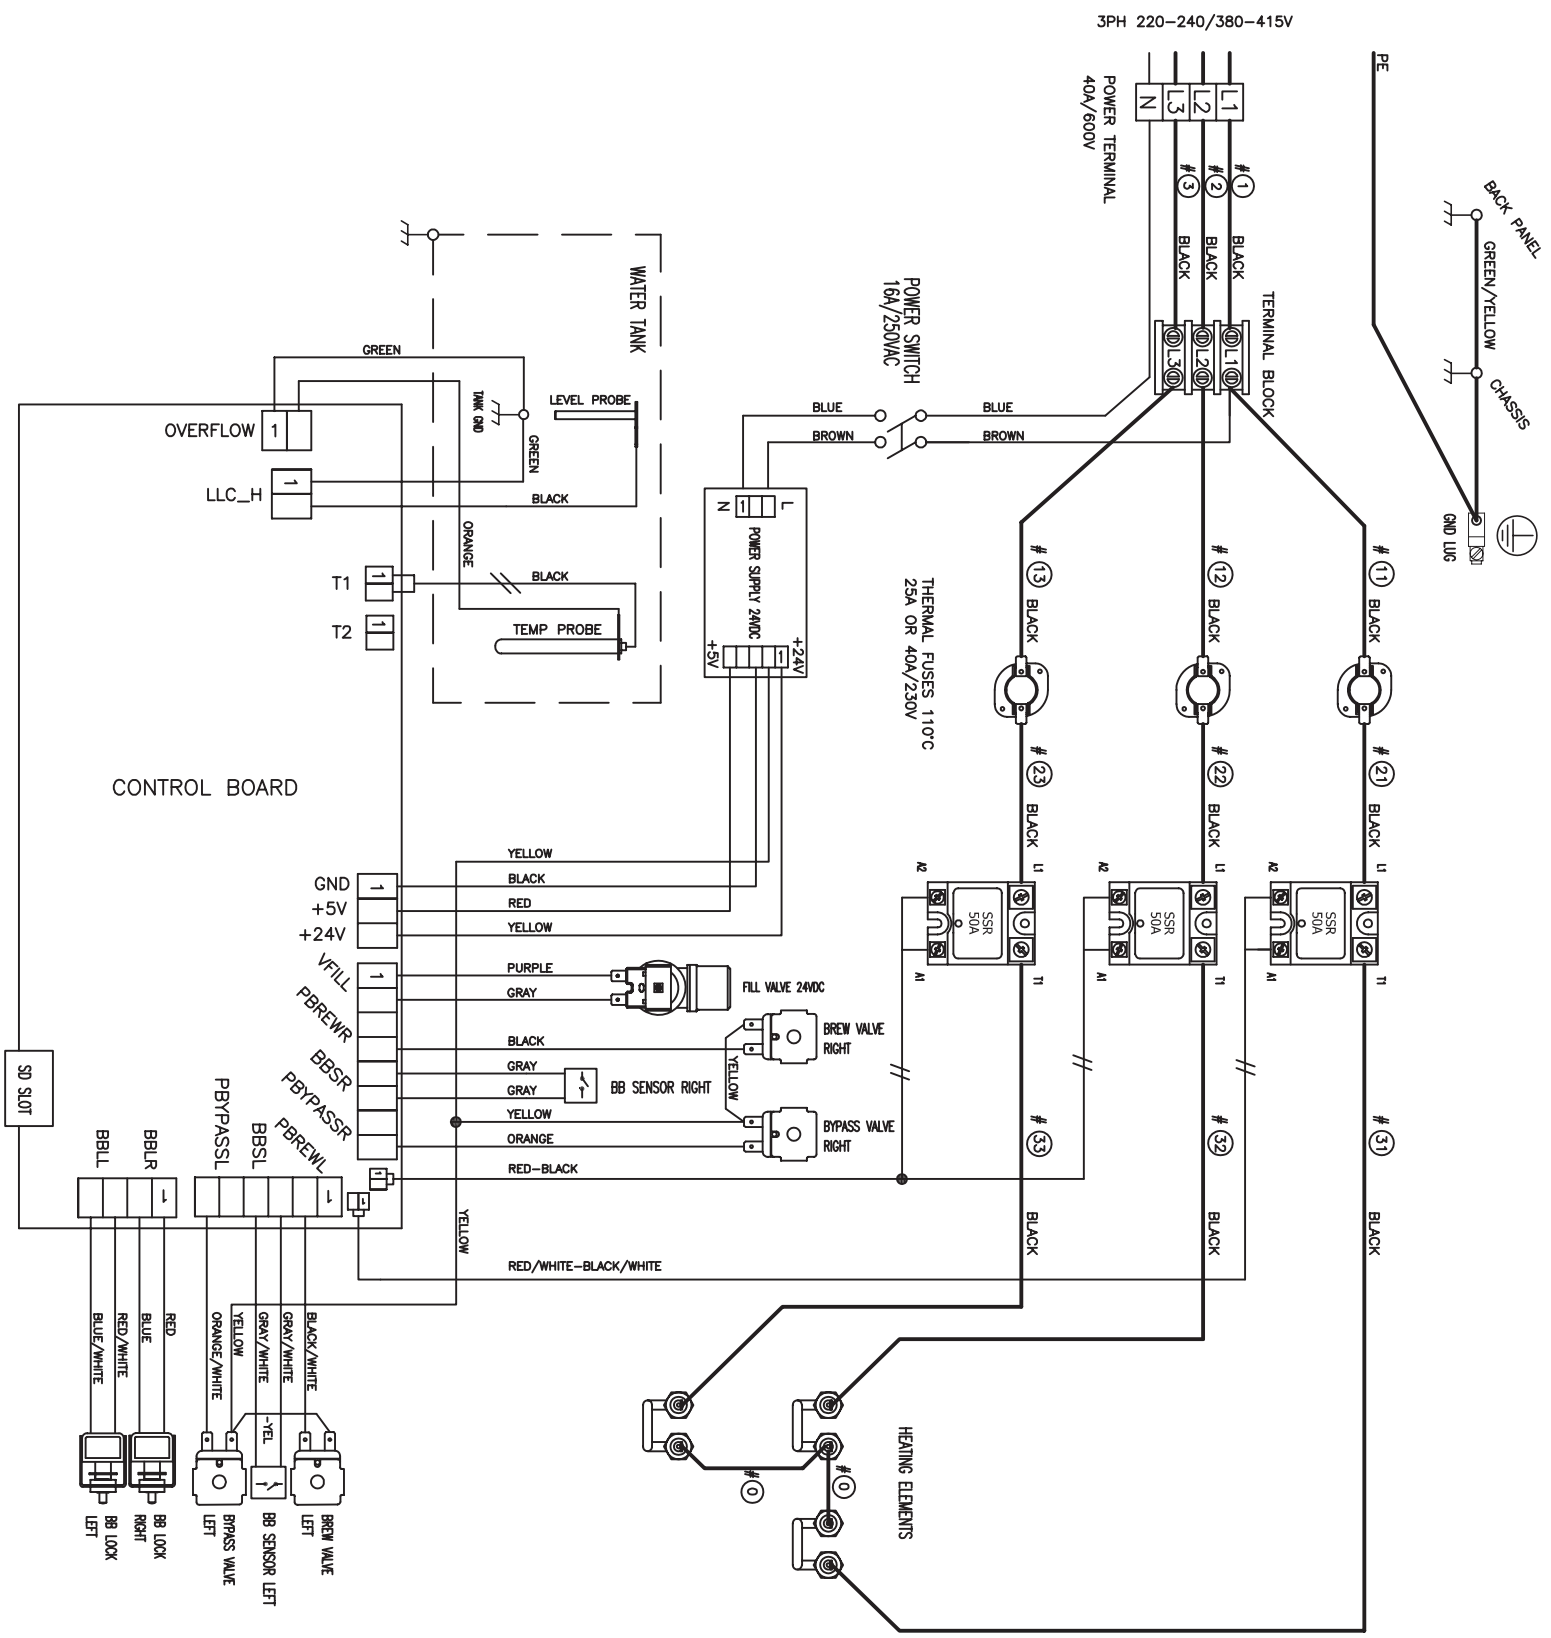 3PH 220-240/380-415V
PE
L1
L2
L3
N
POWER TERMINAL
40A/600V
# 1
# 2
# 3
BLACK
BLACK
BLACK
BACK PANEL
GREEN/YELLOW
CHASSIS
GND LUG
TERMINAL BLOCK
L1
L2
L3
POWER SWITCH
16A/250VAC
BLUE
BLUE
BROWN
BROWN
WATER TANK
GREEN
LEVEL PROBE
TANK GND
GREEN
OVERFLOW
1
LLC_H
1
BLACK
ORANGE
T1
1
BLACK
T2
1
TEMP PROBE
N
1
L
POWER SUPPLY 24VDC
+5V
1
+24V
THERMAL FUSES 110°C
25A OR 40A/230V
# 11
# 12
# 13
BLACK
BLACK
BLACK
# 21
# 22
# 23
BLACK
BLACK
BLACK
CONTROL BOARD
YELLOW
BLACK
RED
YELLOW
GND
1
+5V
+24V
A2
L1
SSR
50A
A1
T1
A2
L1
SSR
50A
A1
T1
A2
L1
SSR
50A
A1
T1
VFILL
1
PBREWR
BBSR
PBYPASSR
PURPLE
GRAY
FILL VALVE 24VDC
BLACK
BREW VALVE
RIGHT
GRAY
GRAY
BB SENSOR RIGHT
YELLOW
YELLOW
ORANGE
BYPASS VALVE
RIGHT
RED-BLACK
1
1
# 31
# 32
# 33
BLACK
BLACK
BLACK
SD SLOT
BBLL
BBLR
1
PBYPASSL
BBSL
PBREWL
1
YELLOW
RED/WHITE-BLACK/WHITE
BLUE/WHITE
RED/WHITE
BLUE
RED
ORANGE/WHITE
YELLOW
GRAY/WHITE
GRAY/WHITE
BLACK/WHITE
-YEL
BB LOCK
LEFT
BB LOCK
RIGHT
BYPASS VALVE
LEFT
BB SENSOR LEFT
BREW VALVE
LEFT
HEATING ELEMENTS
# 0
# 0